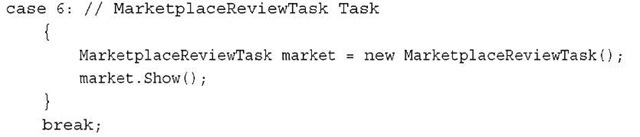 case 6: // MarketplaceReviewTask Task
{
MarketplaceReviewTask market = new MarketplaceReviewTask();
market.Show();
}
break;